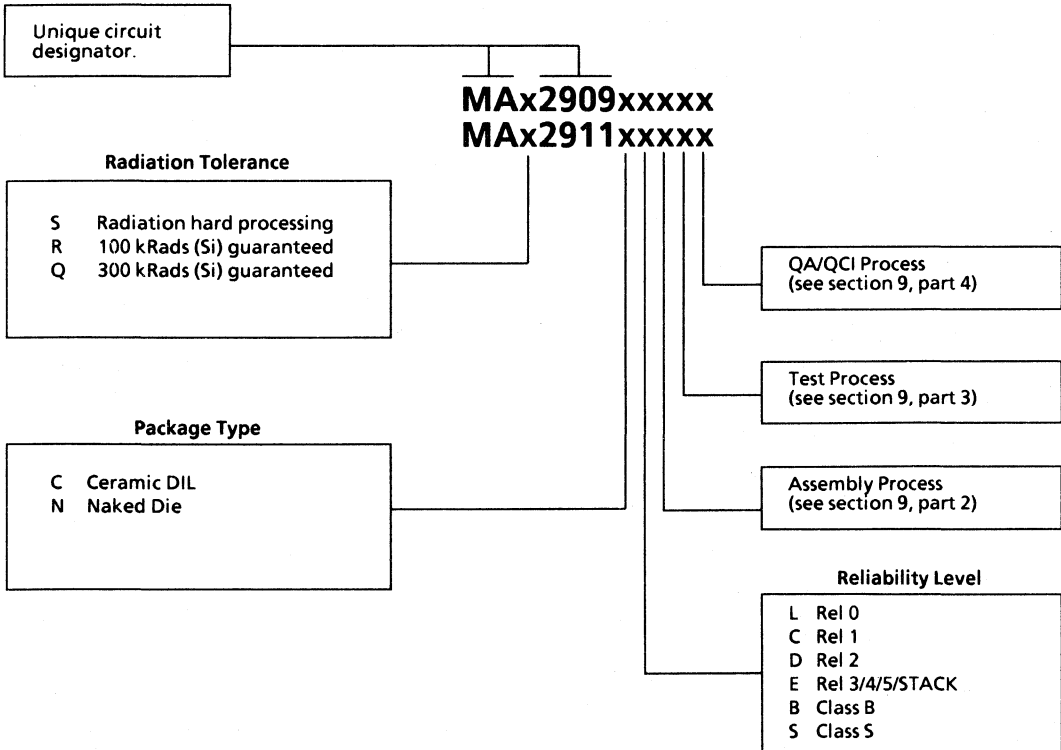 Unique circuit
designator.
MAx2909xxxxx
MAx2911xxxxx
Radiation Tolerance
S Radiation hard processing
R 100 kRads (Si) guaranteed
Q 300 kRads (Si) guaranteed
Package Type
C Ceramic DIL
N Naked Die
QA/QCI Process
(see section 9, part 4)
Test Process
(see section 9, part 3)
Assembly Process
(see section 9, part 2)
Reliability Level
L Rel 0
C Rel 1
D Rel 2
E Rel 3/4/5/STACK
B Class B
S Class S